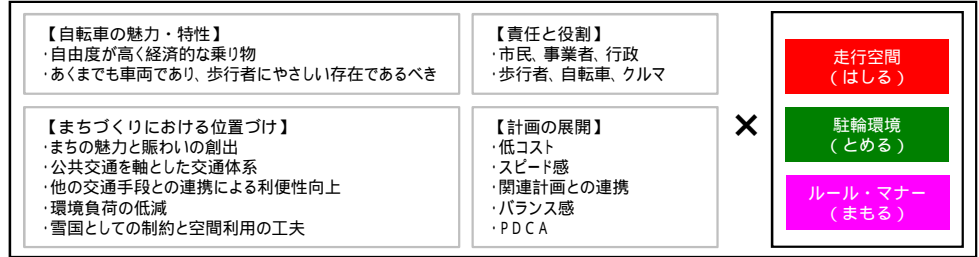 【自転車の魅力・特性】
・自由度が高く経済的な乗り物
・あくまでも車両であり、歩行者にやさしい存在であるべき
【責任と役割】
・市民、事業者、行政
・歩行者、自転車、クルマ
【まちづくりにおける位置づけ】
・まちの魅力と賑わいの創出
・公共交通を軸とした交通体系
・他の交通手段との連携による利便性向上
・環境負荷の低減
・雪国としての制約と空間利用の工夫
【計画の展開】
・低コスト
・スピード感
・関連計画との連携
・バランス感
・PDCA
×
走行空間
(はしる)
駐輪環境
(とめる)
ルール・マナー
(まもる)